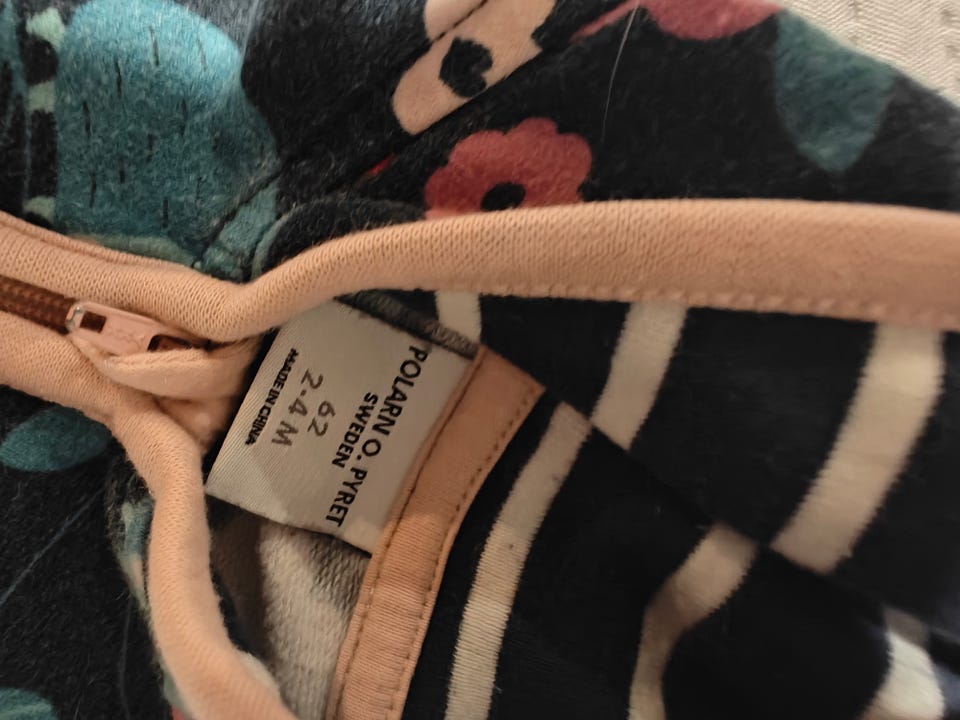 POLARN O. PYRET
SWEDEN
62
2-4 M
MADE IN CHINA